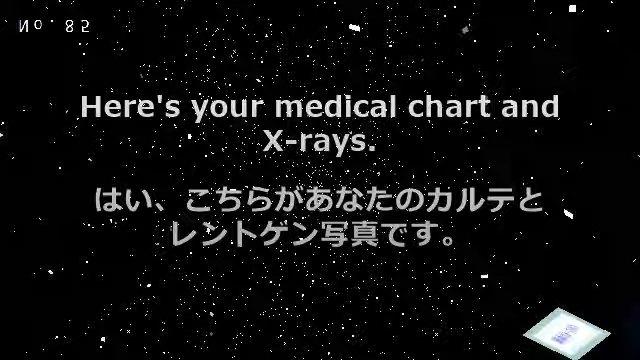 No. 85
Here's your medical chart and
X-rays.
はい、こちらがあなたのカルテと
レントゲン写真です。